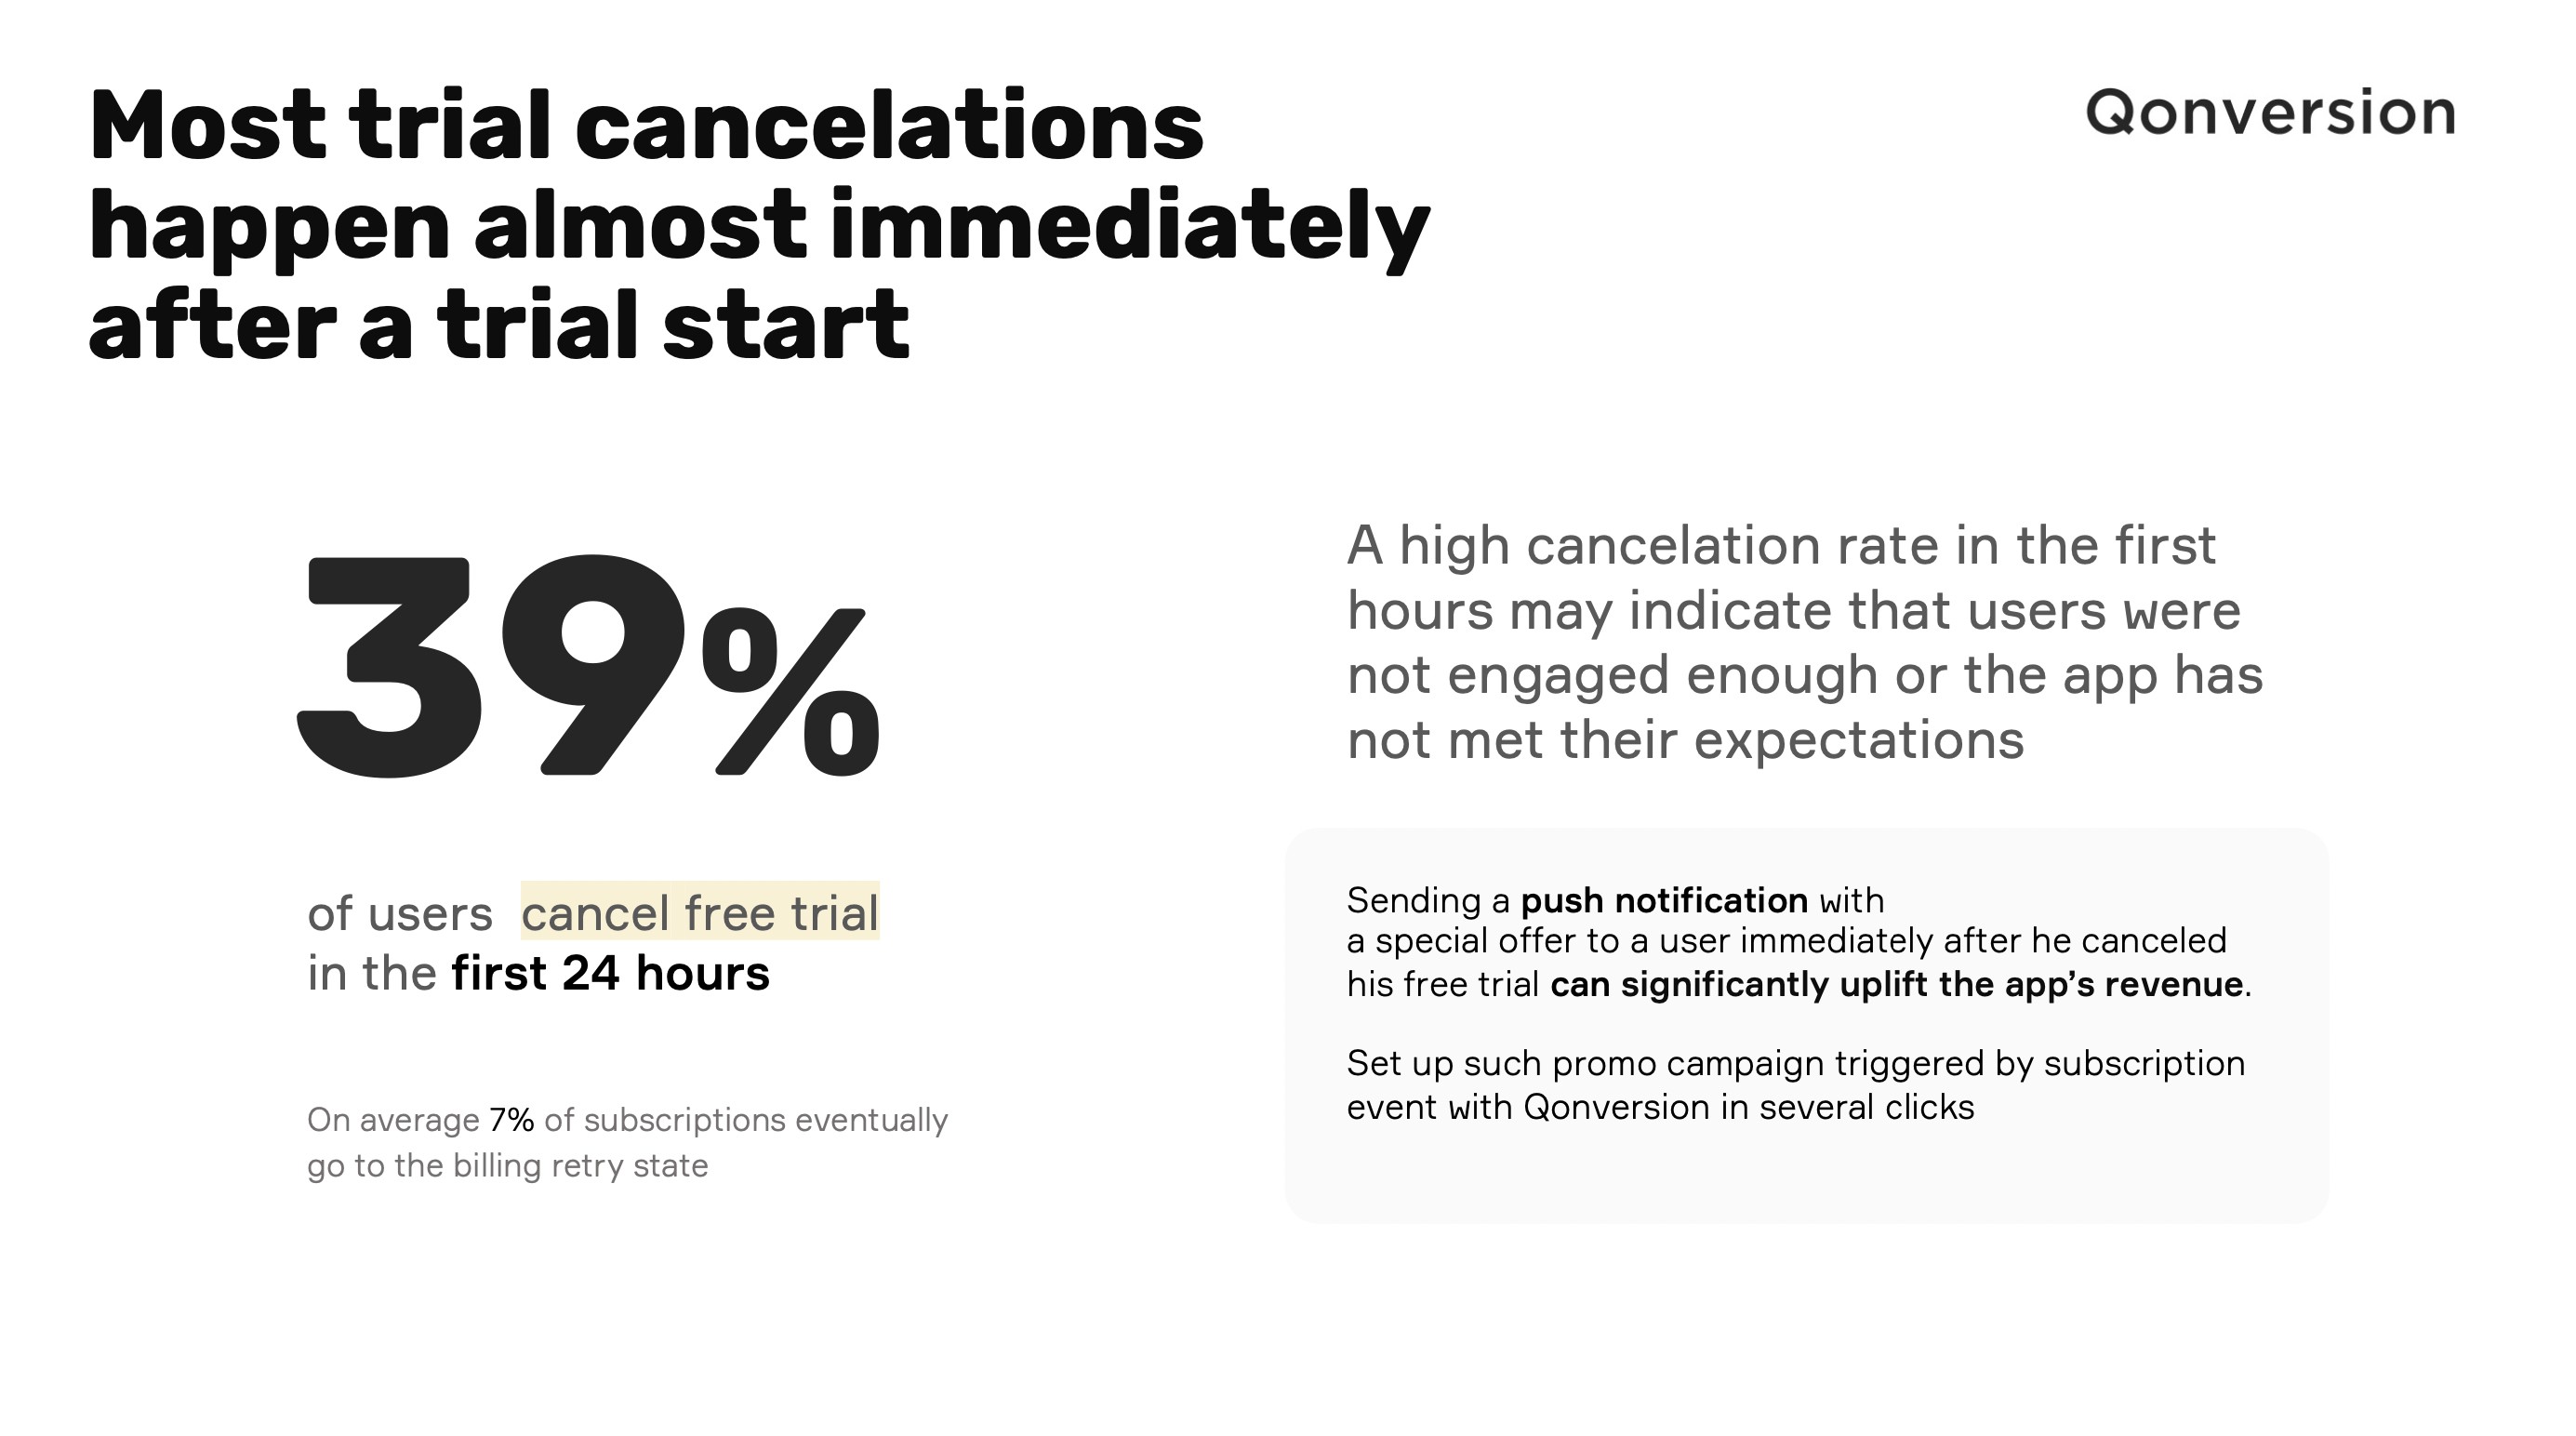 Most trial cancelations
happen almost immediately
after a trial start
Qonversion
39%
of users cancel free trial
in the first 24 hours
On average 7% of subscriptions eventually
go to the billing retry state
A high cancelation rate in the first
hours may indicate that users were
not engaged enough or the app has
not met their expectations
Sending a push notification with
a special offer to a user immediately after he canceled
his free trial can significantly uplift the app’s revenue.
Set up such promo campaign triggered by subscription
event with Qonversion in several clicks